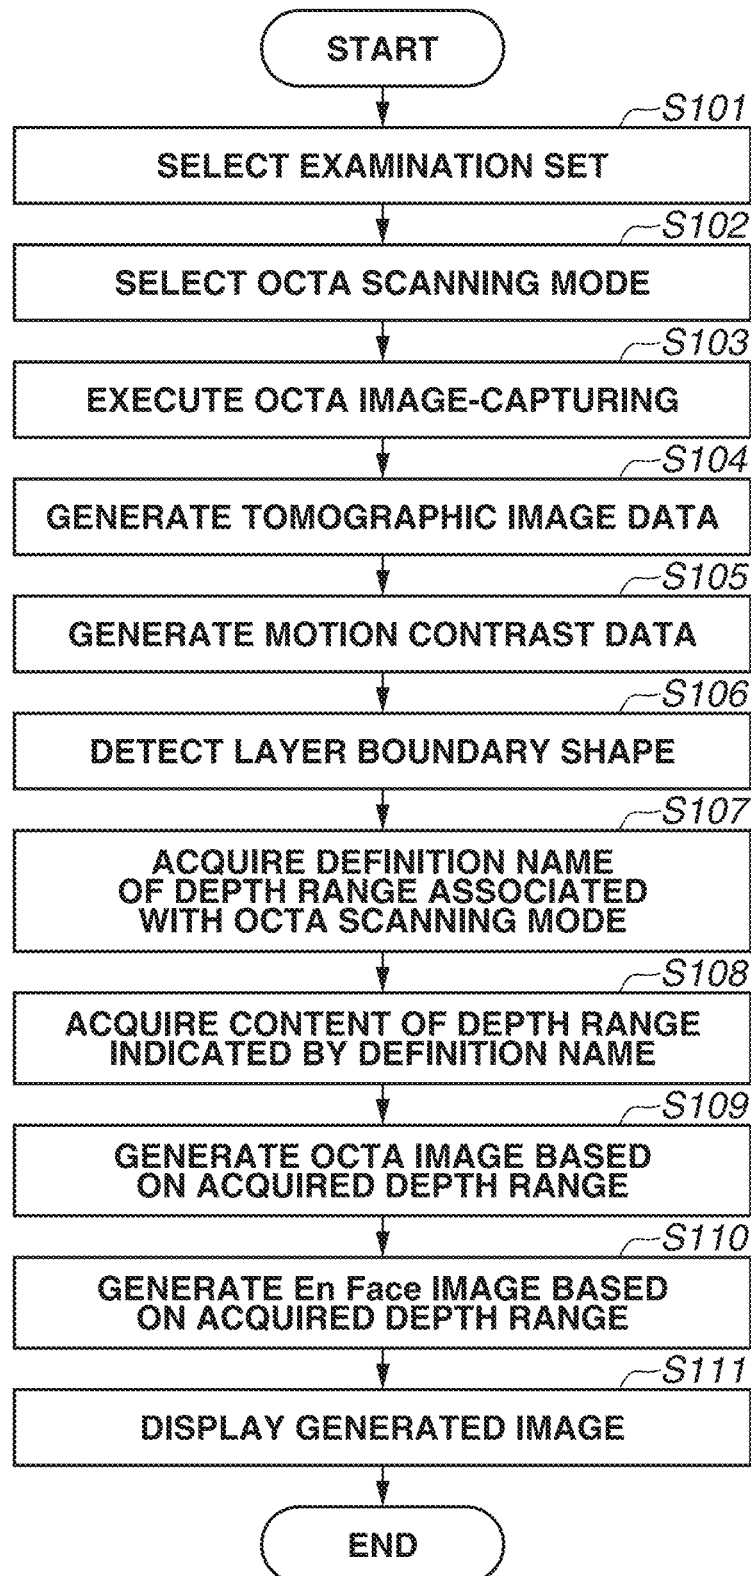 START
S101
SELECT EXAMINATION SET
S102
SELECT OCTA SCANNING MODE
S103
EXECUTE OCTA IMAGE-CAPTURING
S104
GENERATE TOMOGRAPHIC IMAGE DATA
S105
GENERATE MOTION CONTRAST DATA
S106
DETECT LAYER BOUNDARY SHAPE
S107
ACQUIRE DEFINITION NAME
OF DEPTH RANGE ASSOCIATED
WITH OCTA SCANNING MODE
S108
ACQUIRE CONTENT OF DEPTH RANGE
INDICATED BY DEFINITION NAME
S109
GENERATE OCTA IMAGE BASED
ON ACQUIRED DEPTH RANGE
S110
GENERATE En Face IMAGE BASED
ON ACQUIRED DEPTH RANGE
S111
DISPLAY GENERATED IMAGE
END